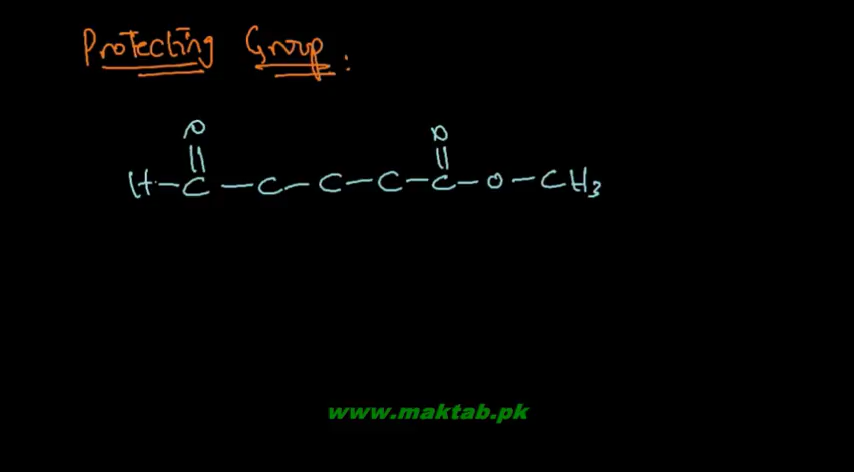 Protecting Group :
O O
H-C-C-C-C-C-O-CH3
www.maktab.pk